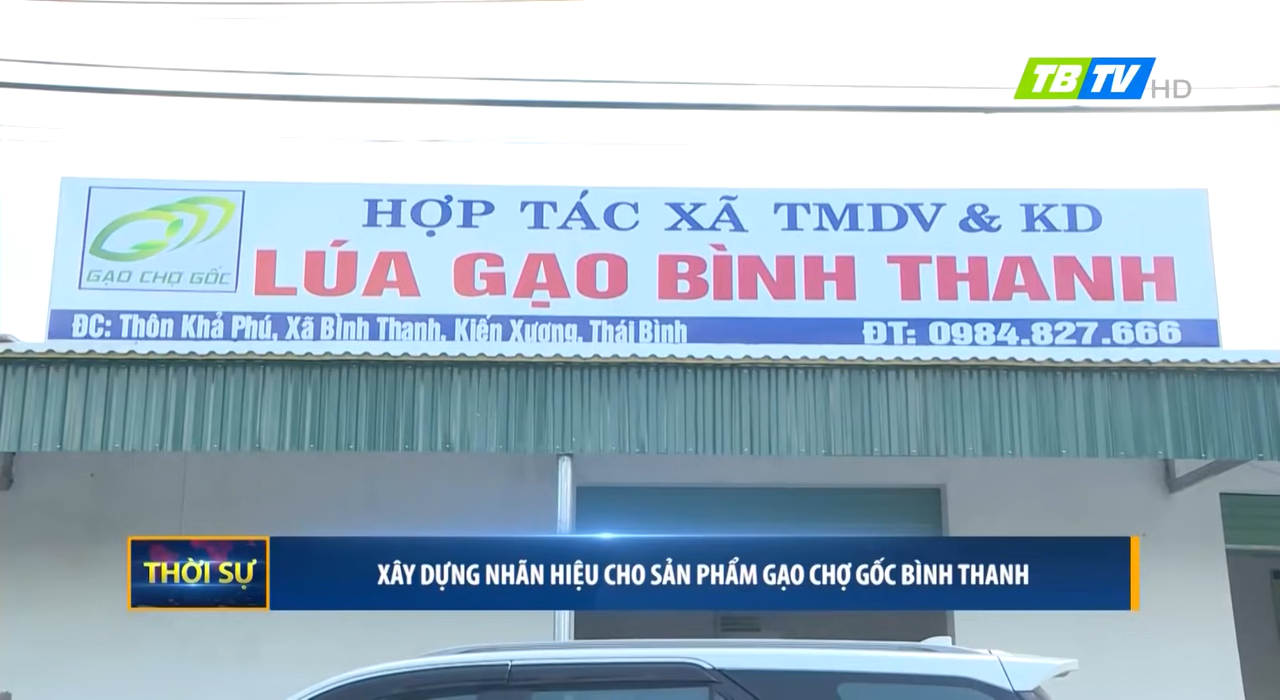 TBTV HD
HỢP TÁC XÃ TMDV & KD
GẠO CHỢ GỐC
LÚA GẠO BÌNH THANH
ĐC: Thôn Khả Phú, Xã Bình Thanh, Kiến Xương, Thái Bình ĐT: 0984.827.666
THỜI SỰ
XÂY DỰNG NHÃN HIỆU CHO SẢN PHẨM GẠO CHỢ GỐC BÌNH THANH